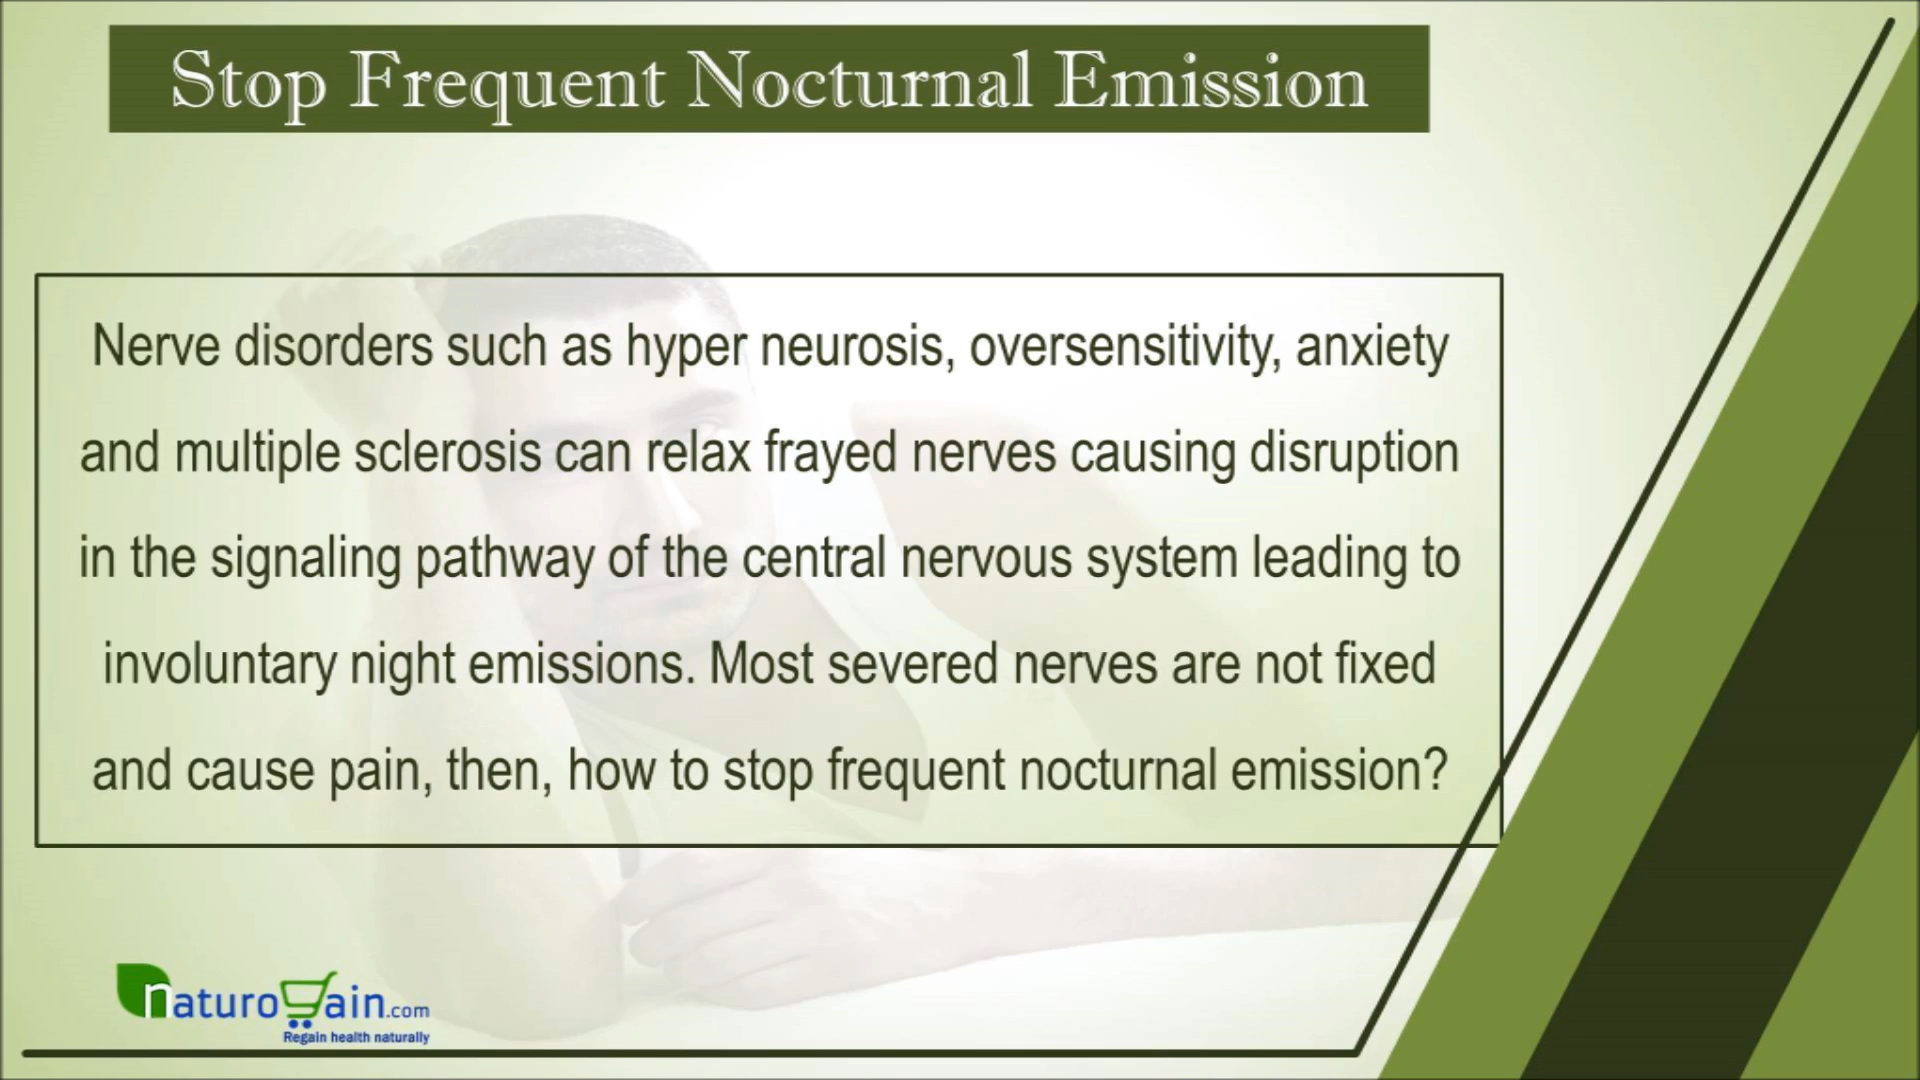 Stop Frequent Nocturnal Emission
Nerve disorders such as hyper neurosis, oversensitivity, anxiety
and multiple sclerosis can relax frayed nerves causing disruption
in the signaling pathway of the central nervous system leading to
involuntary night emissions. Most severed nerves are not fixed
and cause pain, then, how to stop frequent nocturnal emission?
naturogain.com
Regain health naturally